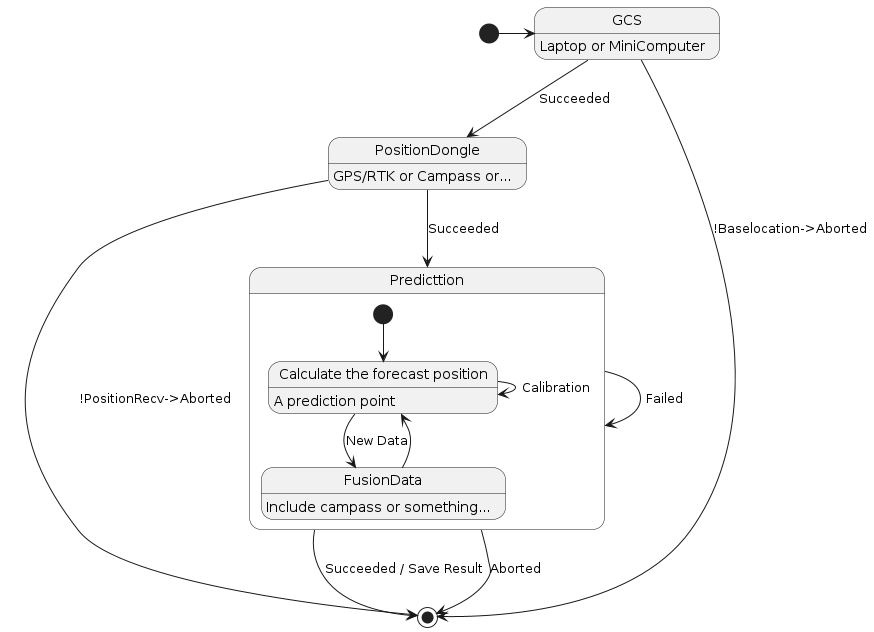 GCS
Laptop or MiniComputer
Succeeded
PositionDongle
GPS/RTK or Campass or...
!Baselocation->Aborted
Succeeded
Predicttion
Calculate the forecast position
A prediction point
Calibration
!PositionRecv->Aborted
Failed
New Data
FusionData
Include campass or something...
Succeeded / Save Result
Aborted